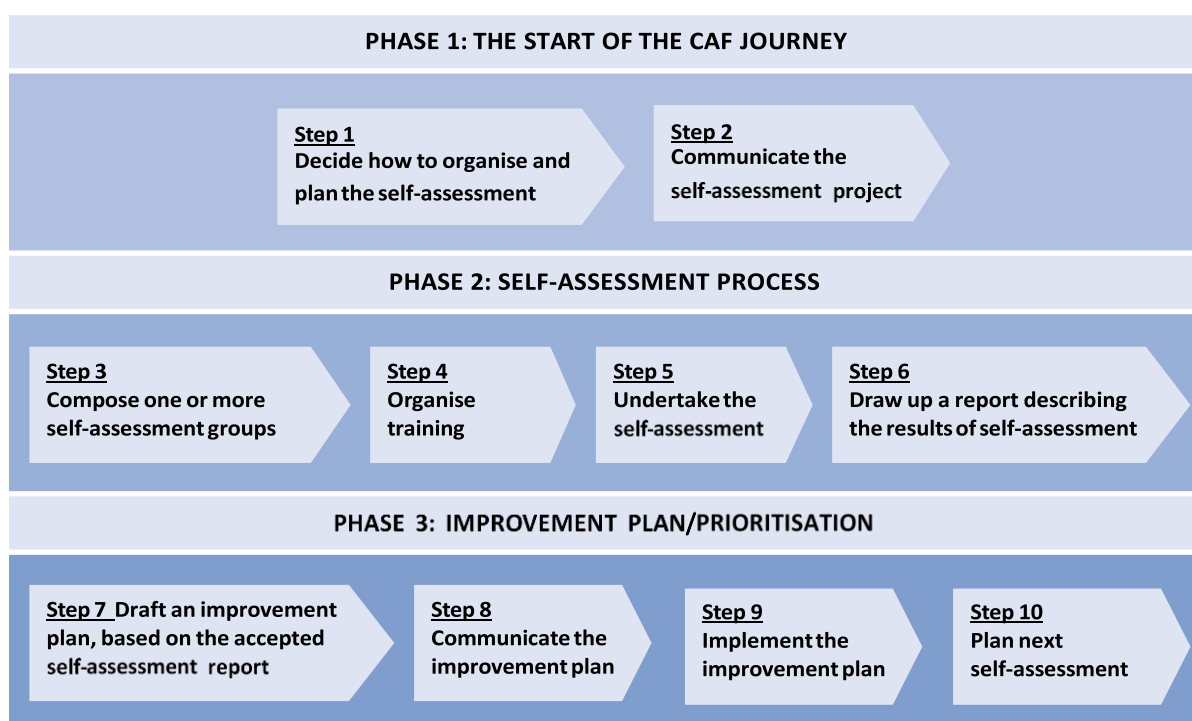 PHASE 1: THE START OF THE CAF JOURNEY
Step 1
Decide how to organise and
plan the self-assessment
Step 2
Communicate the
self-assessment project
PHASE 2: SELF-ASSESSMENT PROCESS
Step 3
Compose one or more
self-assessment groups
Step 4
Organise
training
Step 5
Undertake the
self-assessment
Step 6
Draw up a report describing
the results of self-assessment
PHASE 3: IMPROVEMENT PLAN/PRIORITISATION
Step 7 Draft an improvement
plan, based on the accepted
self-assessment report
Step 8
Communicate the
improvement plan
Step 9
Implement the
improvement plan
Step 10
Plan next
self-assessment